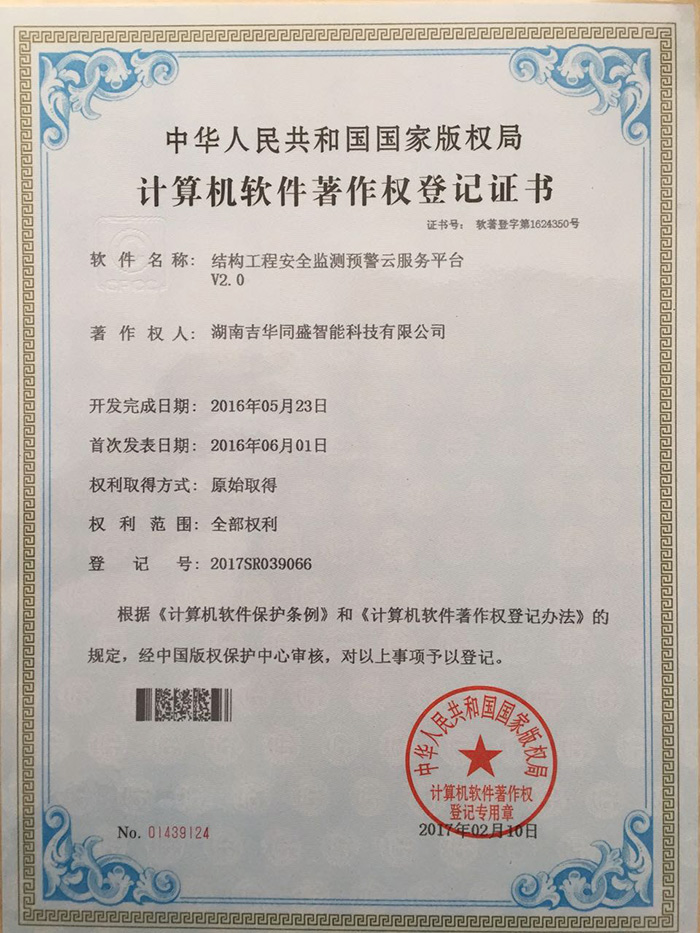 中华人民共和国国家版权局
计算机软件著作权登记证书
证书号: 软著登字第1624350号
软件名称: 结构工程安全监测预警云服务平台
V2.0
著作权人: 湖南吉华同盛智能科技有限公司
开发完成日期: 2016年05月23日
首次发表日期: 2016年06月01日
权利取得方式: 原始取得
权利范围: 全部权利
登记号: 2017SR039066
根据《计算机软件保护条例》和《计算机软件著作权登记办法》的
规定，经中国版权保护中心审核，对以上事项予以登记。
中华人民共和国国家版权局
计算机软件著作权
登记专用章
No. 01439124
2017年02月10日
CPCC